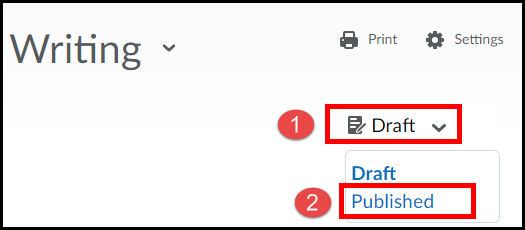 Writing
Print
Settings
1
Draft
Draft
2
Published